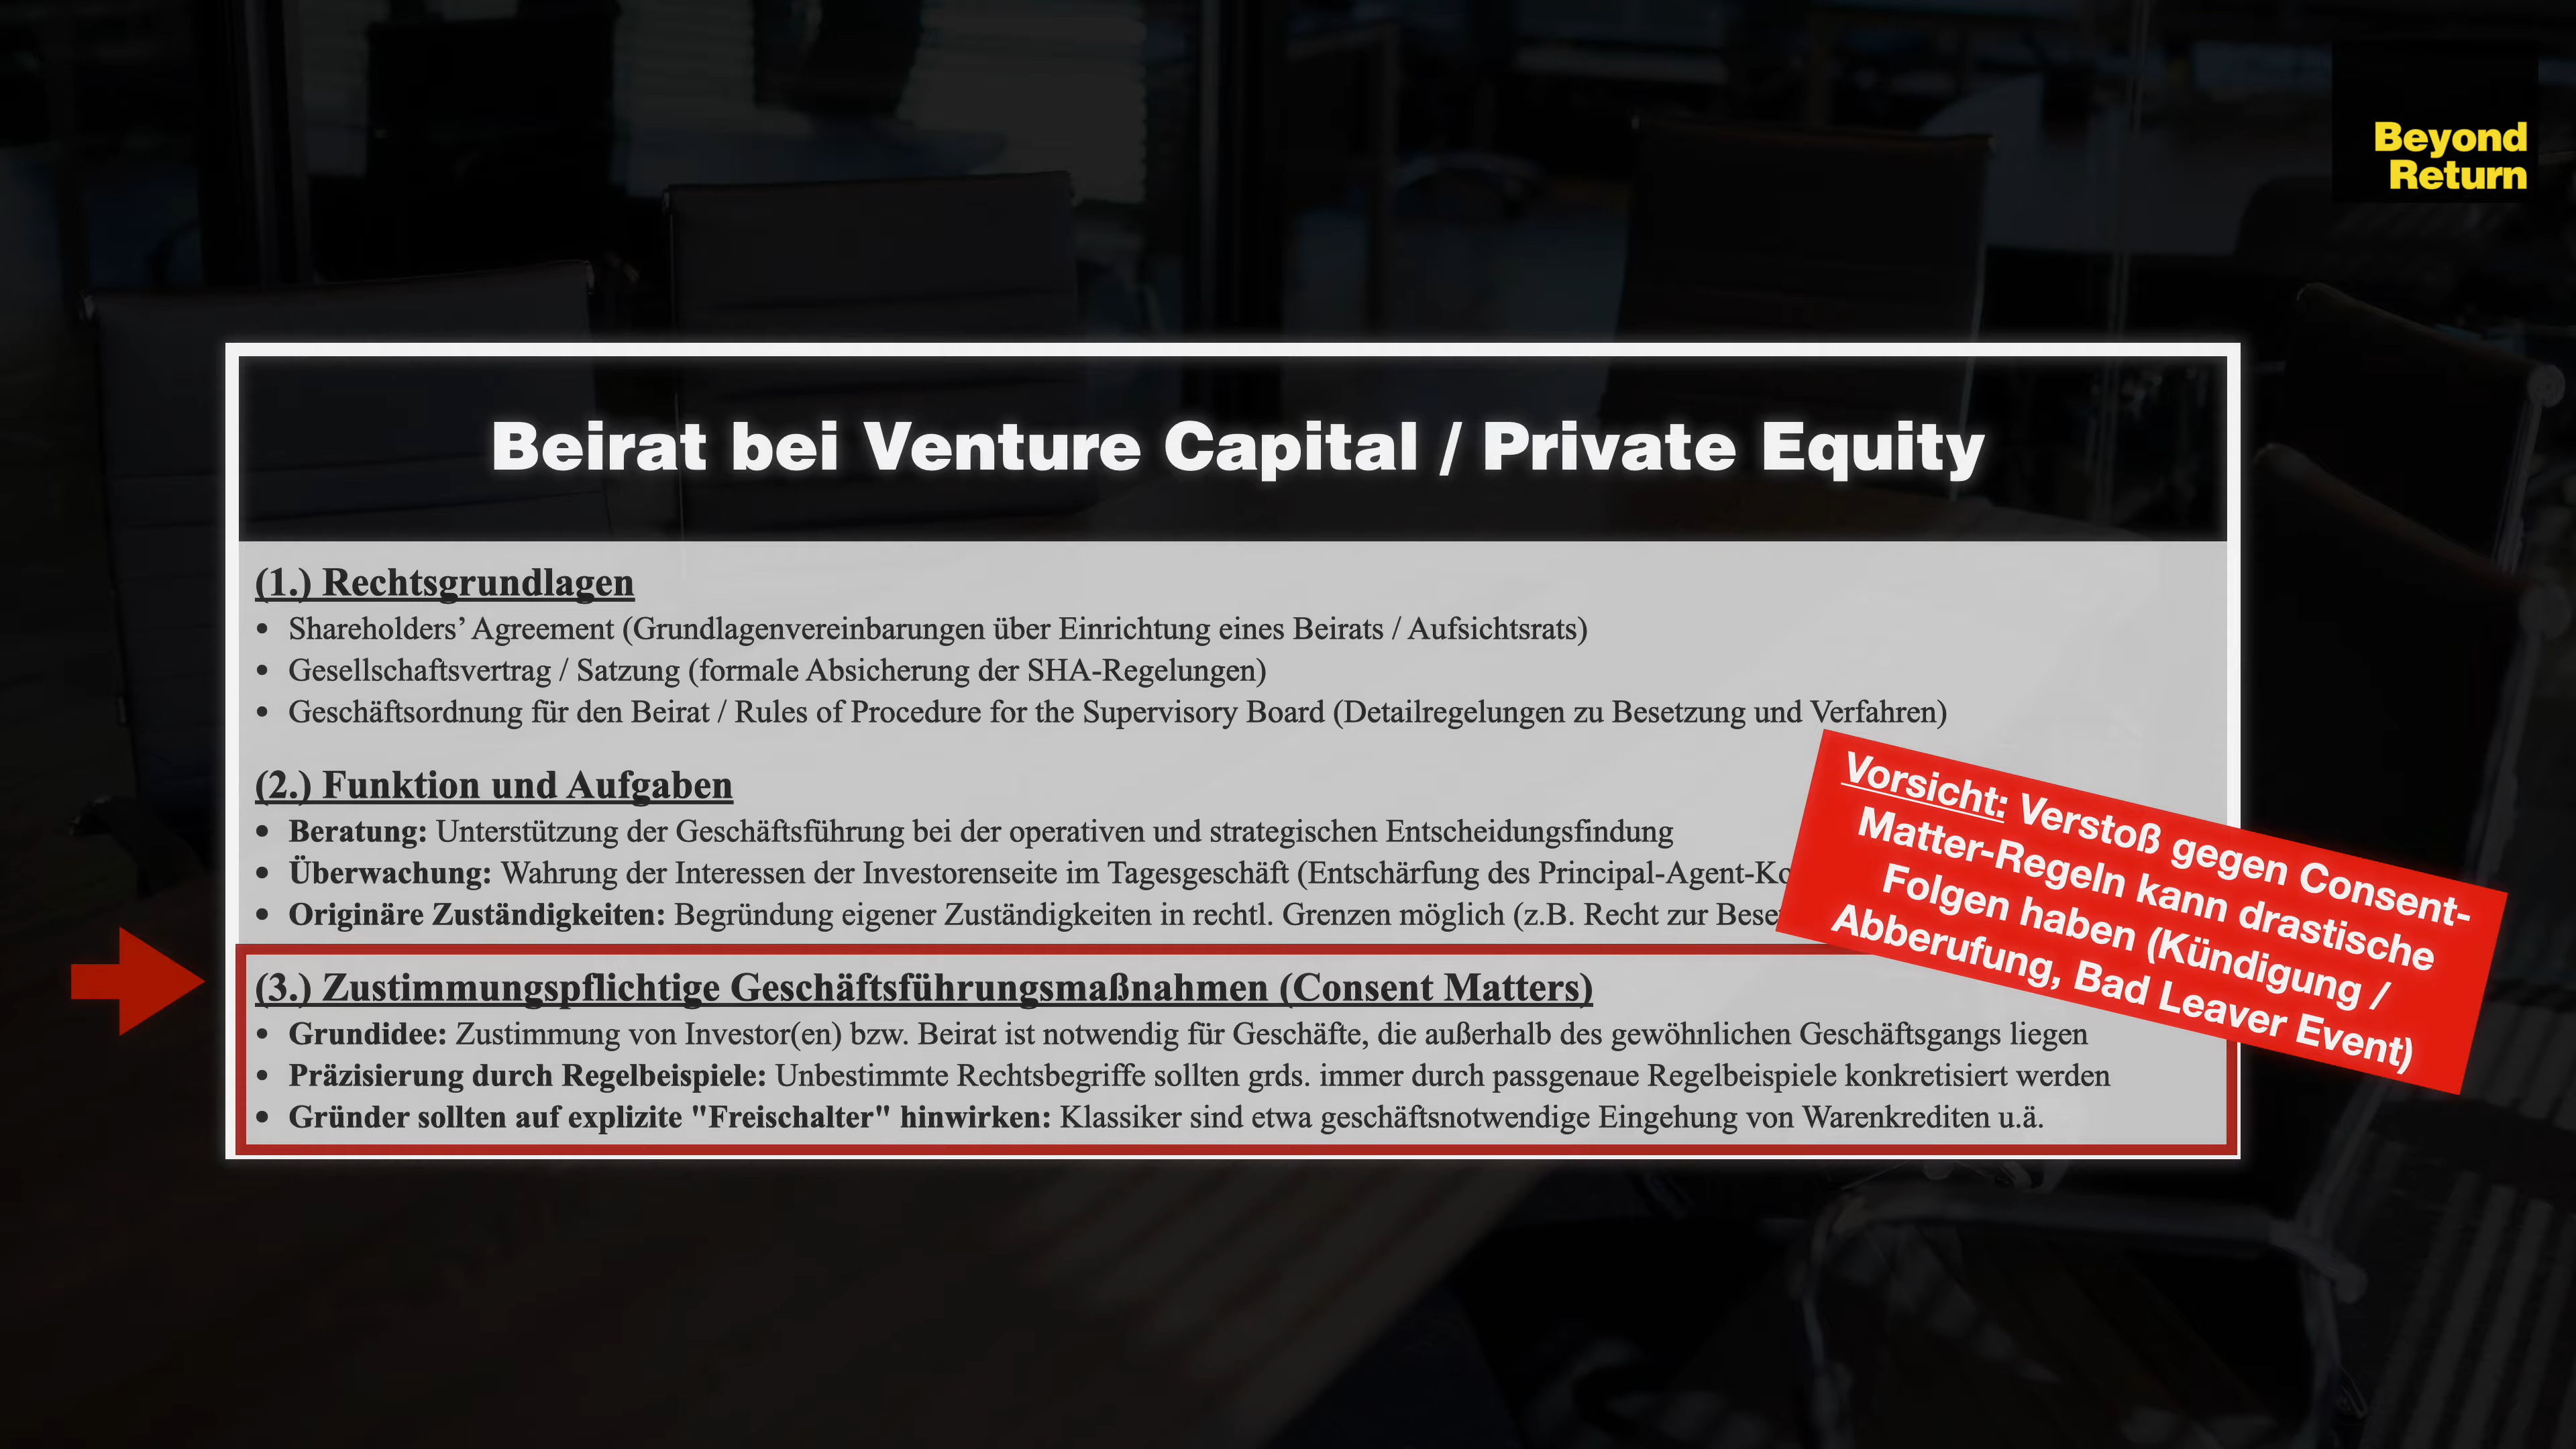 Beyond
Return
Beirat bei Venture Capital / Private Equity
(1.) Rechtsgrundlagen
• Shareholders’ Agreement (Grundlagenvereinbarungen über Einrichtung eines Beirats / Aufsichtsrats)
• Gesellschaftsvertrag / Satzung (formale Absicherung der SHA-Regelungen)
• Geschäftsordnung für den Beirat / Rules of Procedure for the Supervisory Board (Detailregelungen zu Besetzung und Verfahren)
(2.) Funktion und Aufgaben
• Beratung: Unterstützung der Geschäftsführung bei der operativen und strategischen Entscheidungsfindung
• Überwachung: Wahrung der Interessen der Investorenseite im Tagesgeschäft (Entschärfung des
• Originäre Zuständigkeiten: Begründung eigener Zuständigkeiten in rechtl. Grenzen möglich (z.B. Recht zur
Vorsicht: Verstoß gegen Consent-
Matter-Regeln kann drastische
Folgen haben (Kündigung /
Abberufung, Bad Leaver Event)
(3.) Zustimmungspflichtige Geschäftsführungsmaßnahmen (Consent Matters)
• Grundidee: Zustimmung von Investor(en) bzw. Beirat ist notwendig für Geschäfte, die außerhalb des gewöhnlichen Geschäftsgangs liegen
• Präzisierung durch Regelbeispiele: Unbestimmte Rechtsbegriffe sollten grds. immer durch passgenaue Regelbeispiele konkretisiert werden
• Gründer sollten auf explizite "Freischalter" hinwirken: Klassiker sind etwa geschäftsnotwendige Eingehung von Warenkrediten u.ä.